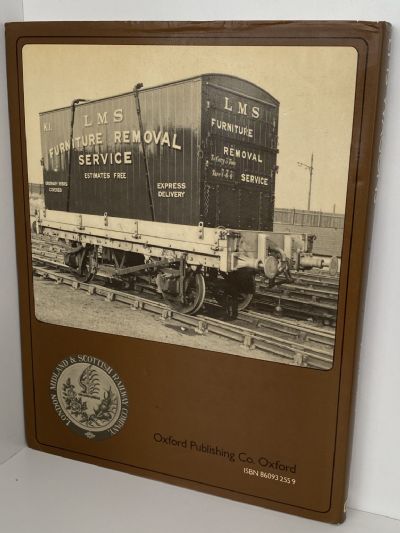 L M S
FURNITURE REMOVAL
SERVICE
ESTIMATES FREE
K.1.
EXPRESS
DELIVERY
L M S
FURNITURE
REMOVAL
SERVICE
LONDON MIDLAND & SCOTTISH RAILWAY COMPANY
Oxford Publishing Co. Oxford
ISBN 86093 255 9